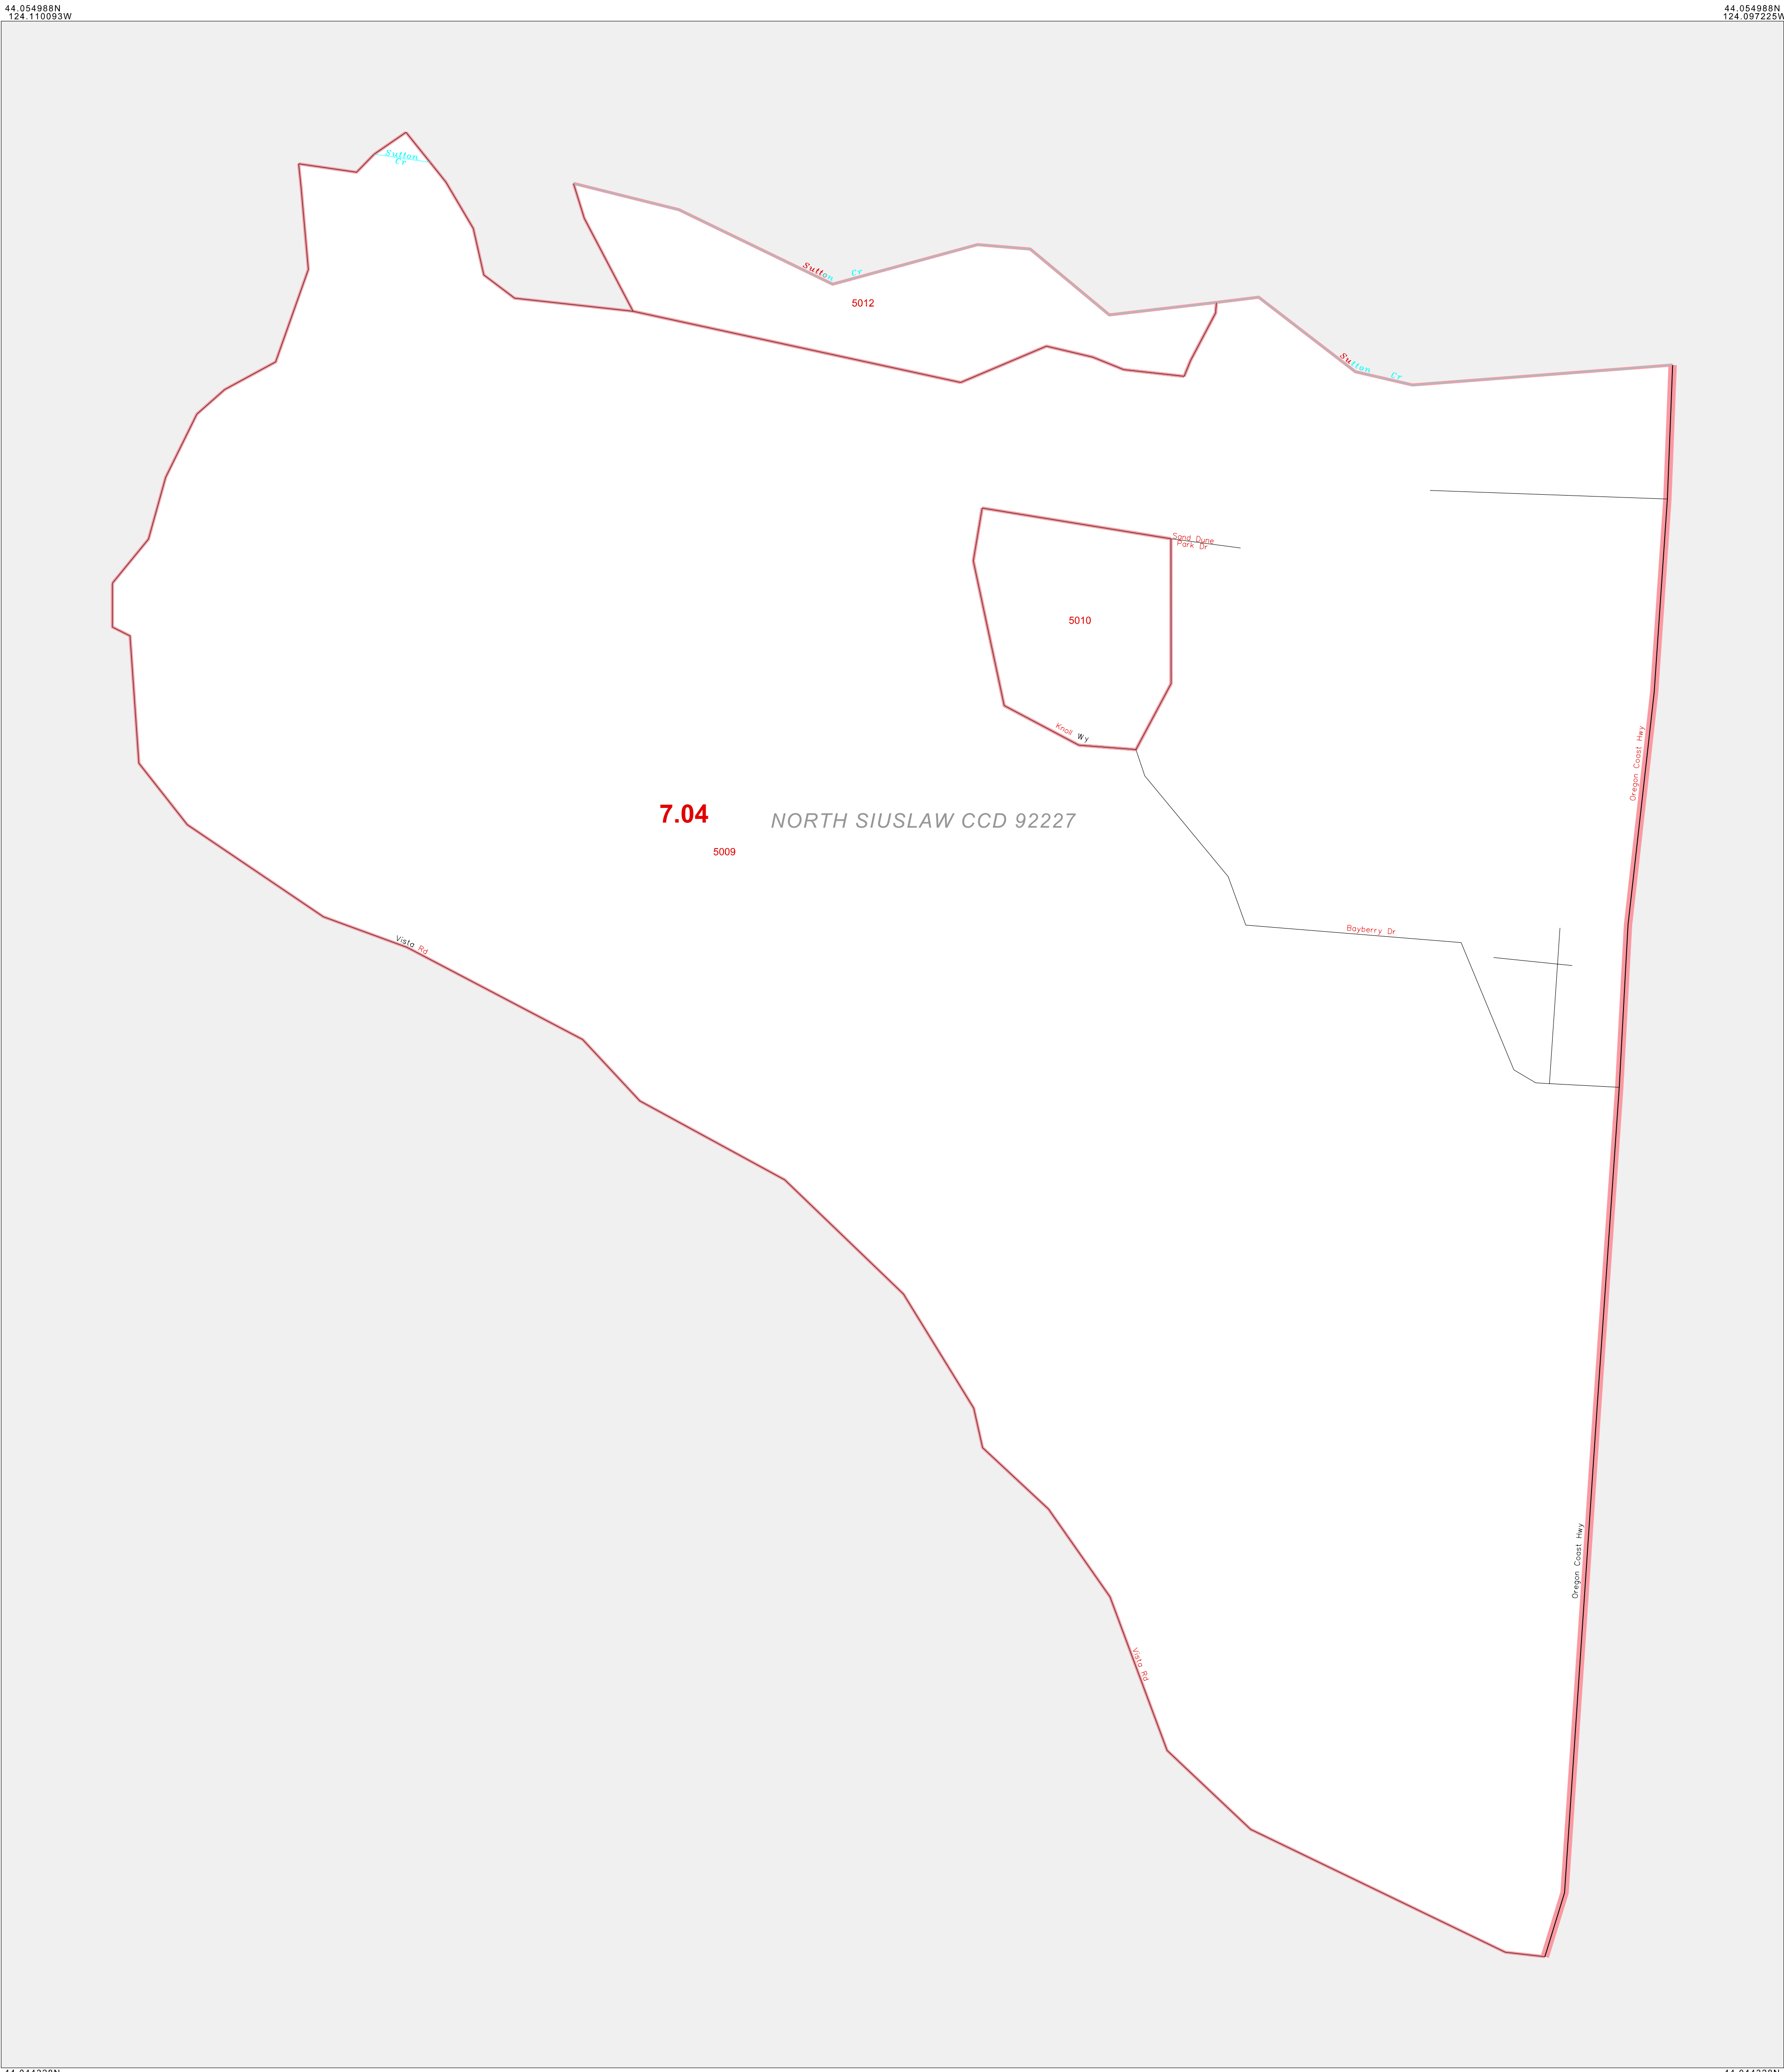 44.054988N
124.110093W
44.054988N
124.097225W
Sutton
Cr
Sutton Cr
5012
Sutton Cr
Sand Dune
Park Dr
5010
Knoll Wy
Oregon Coast Hwy
7.04
NORTH SIUSLAW CCD 92227
5009
Bayberry Dr
Vista Rd
Oregon Coast Hwy
Vista Rd